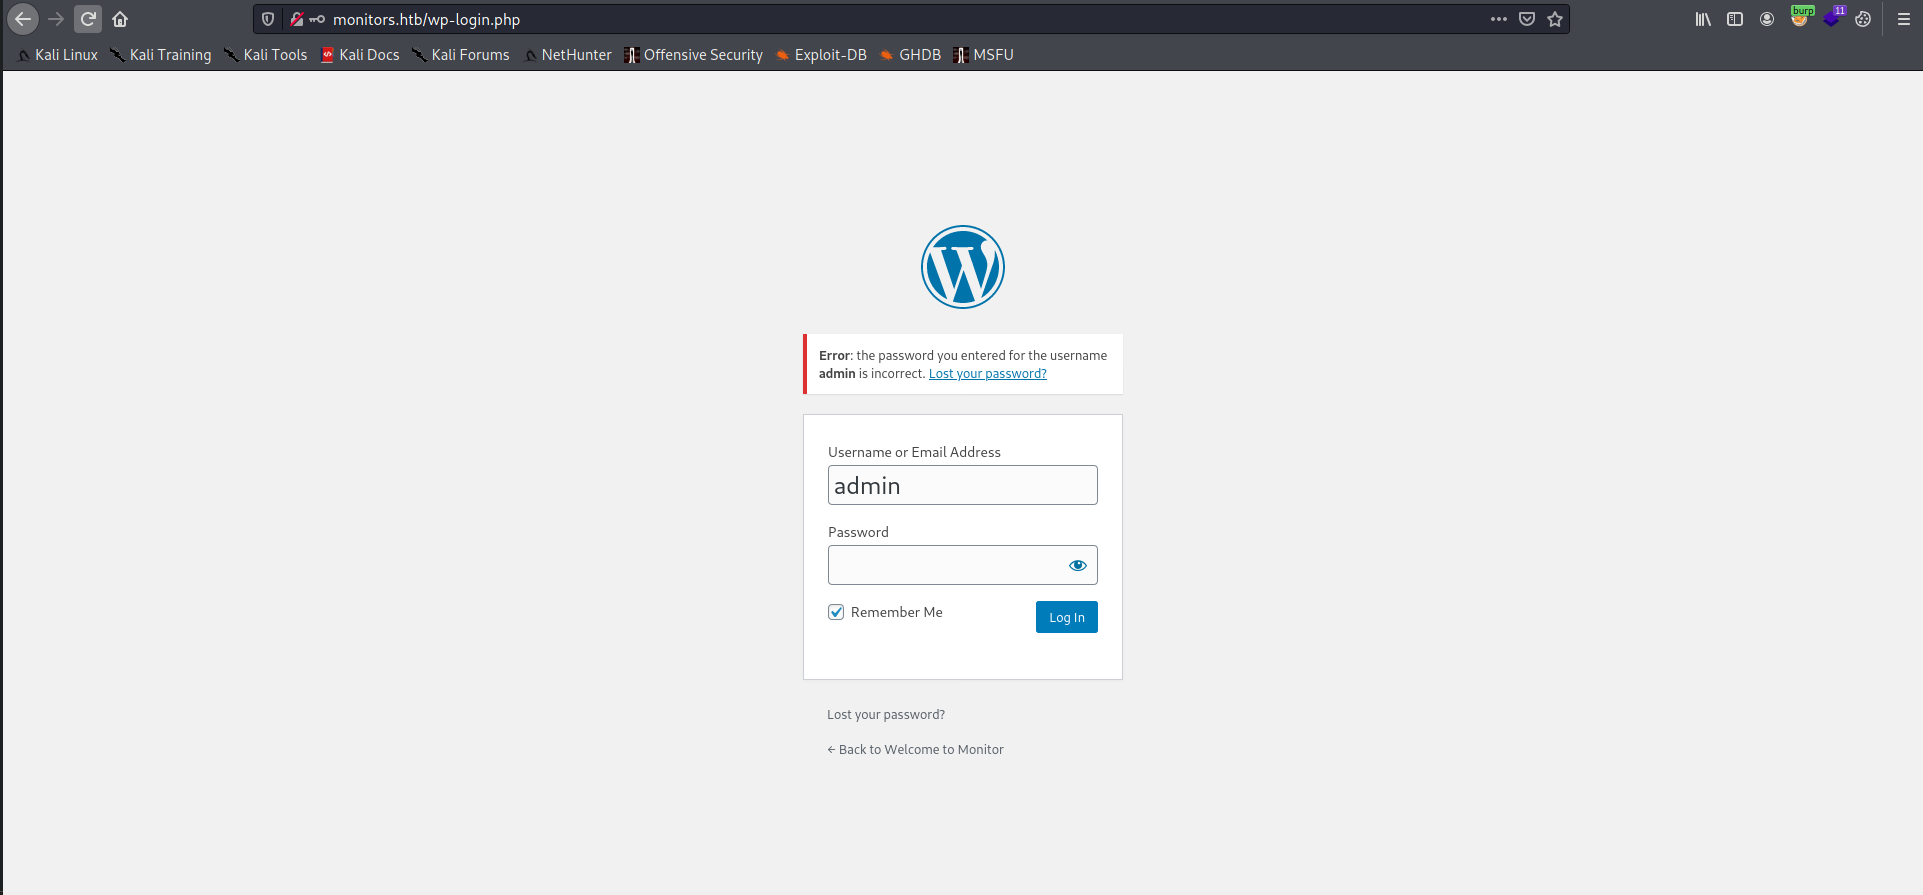 monitors.htb/wp-login.php
burp
11
Kali Linux Kali Training Kali Tools Kali Docs Kali Forums NetHunter Offensive Security Exploit-DB GHDB MSFU
Error: the password you entered for the username
admin is incorrect. Lost your password?
Username or Email Address
admin
Password
Remember Me
Log In
Lost your password?
← Back to Welcome to Monitor